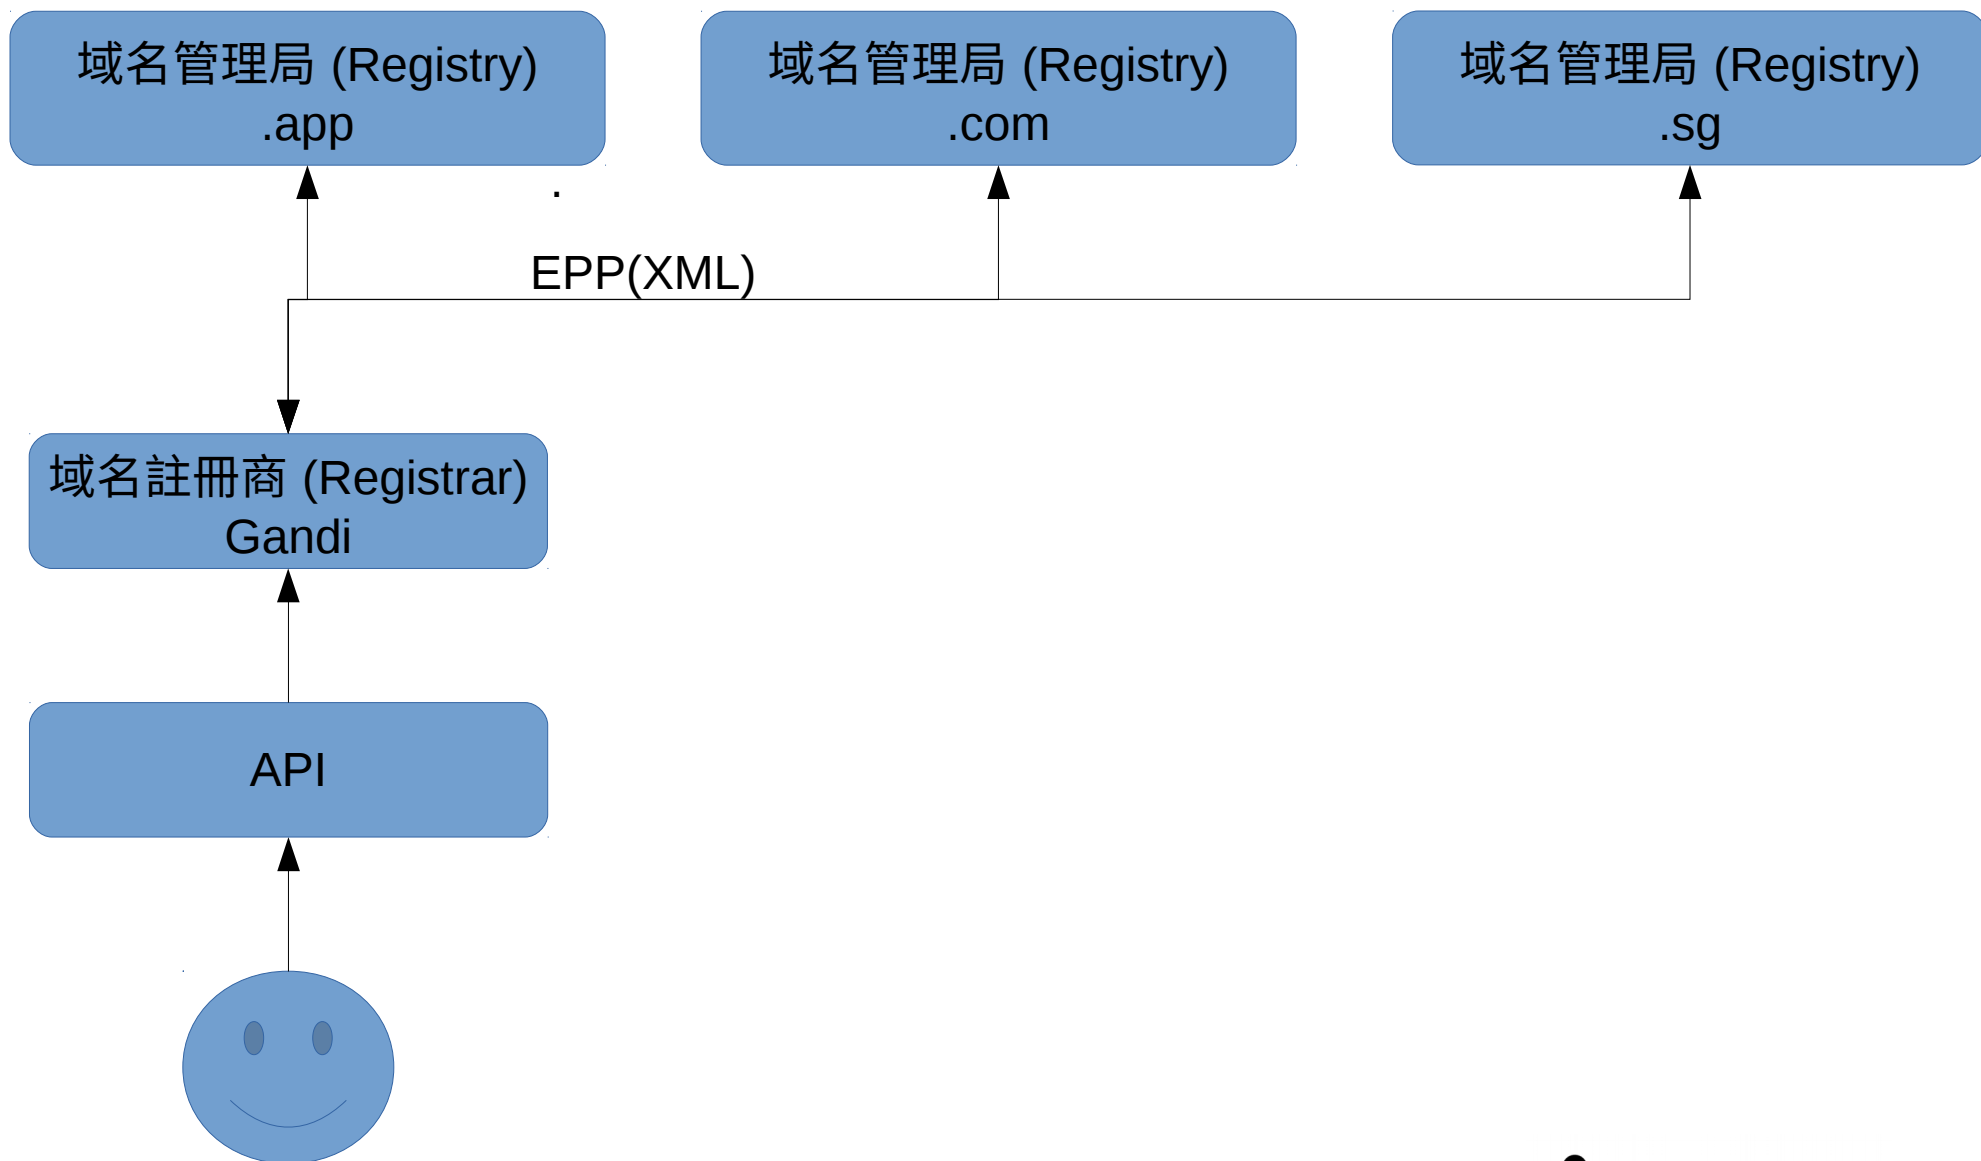 域名管理局 (Registry)
.app
域名管理局 (Registry)
.com
域名管理局 (Registry)
.sg
.
EPP(XML)
域名註冊商 (Registrar)
Gandi
API